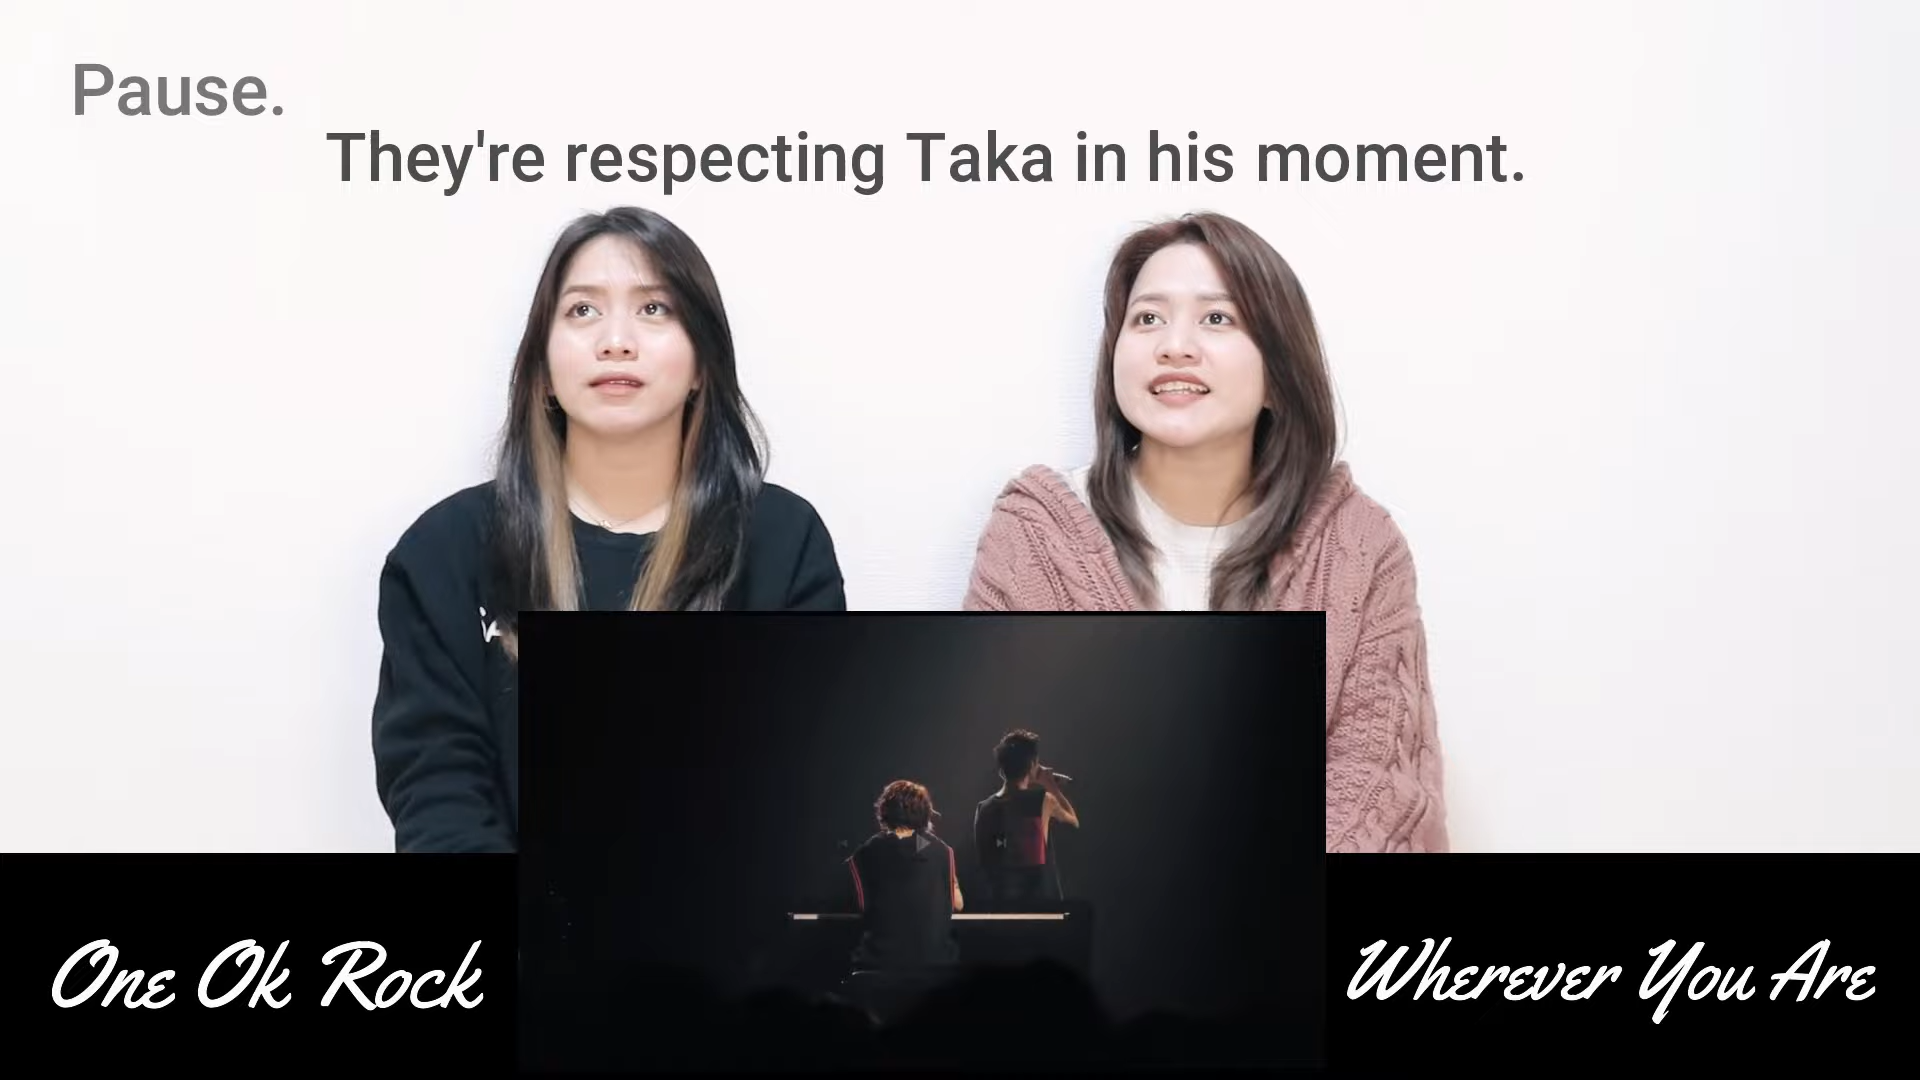 Pause.
They're respecting Taka in his moment.
One Ok Rock
Wherever You Are